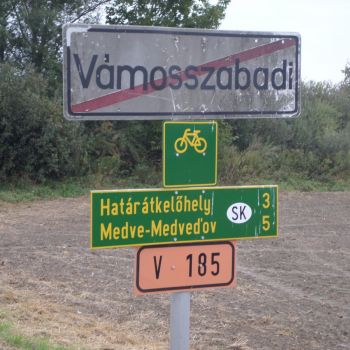 Vámosszabadi
Határátkelőhely 3
Medve-Medveďov SK 5
V 185